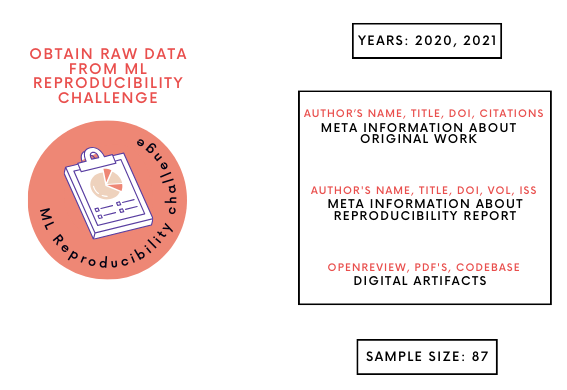 OBTAIN RAW DATA
FROM ML
REPRODUCIBILITY
CHALLENGE
ML Reproducibility challenge
YEARS: 2020, 2021
AUTHOR'S NAME, TITLE, DOI, CITATIONS
META INFORMATION ABOUT
ORIGINAL WORK
AUTHOR'S NAME, TITLE, DOI, VOL, ISS
META INFORMATION ABOUT
REPRODUCIBILITY REPORT
OPENREVIEW, PDF'S, CODEBASE
DIGITAL ARTIFACTS
SAMPLE SIZE: 87